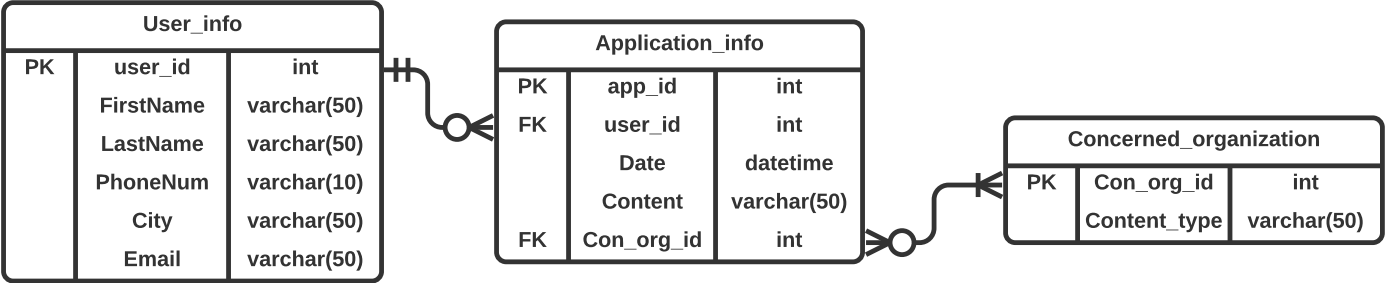 User_info
PK user_id int
FirstName varchar(50)
LastName varchar(50)
PhoneNum varchar(10)
City varchar(50)
Email varchar(50)
Application_info
PK app_id int
FK user_id int
Date datetime
Content varchar(50)
FK Con_org_id int
Concerned_organization
PK Con_org_id int
Content_type varchar(50)